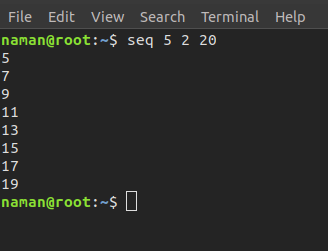 File Edit View Search Terminal Help
naman@root:~$ seq 5 2 20
5
7
9
11
13
15
17
19
naman@root:~$